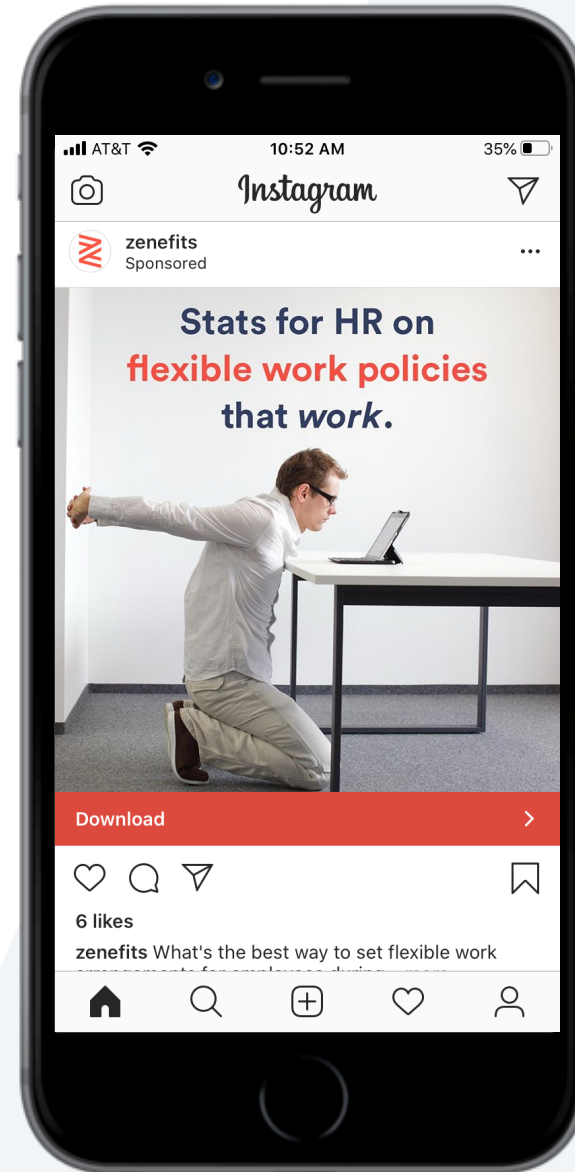 AT&T 10:52 AM 35%
Instagram
zenefits
Sponsored
Stats for HR on
flexible work policies
that work.
Download
6 likes
zenefits What's the best way to set flexible work